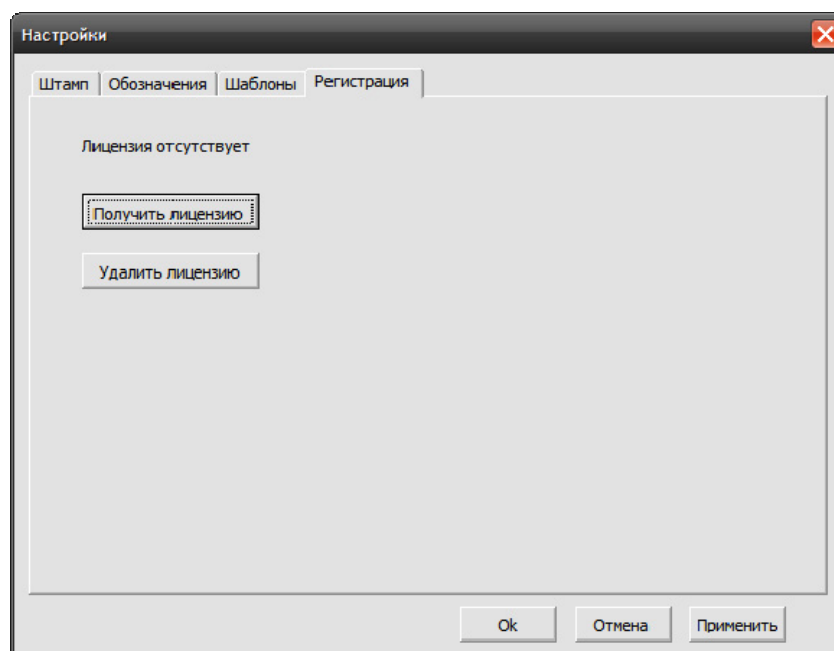 Настройки
Штамп Обозначения Шаблоны Регистрация
Лицензия отсутствует
Получить лицензию
Удалить лицензию
Ok Отмена Применить